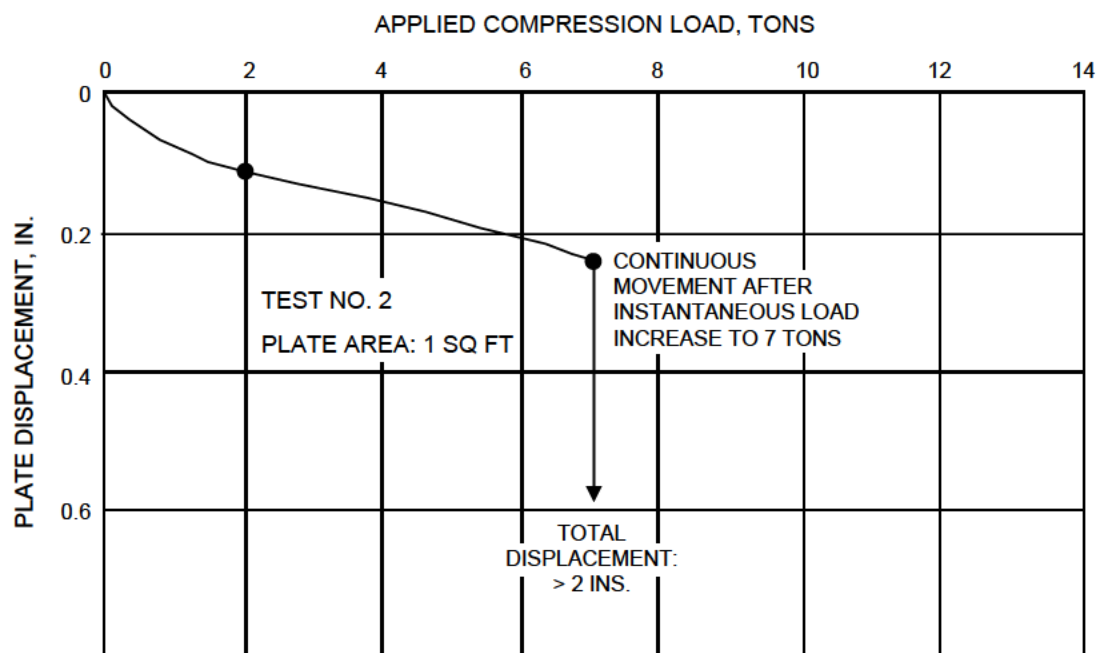 APPLIED COMPRESSION LOAD, TONS
0 2 4 6 8 10 12 14
0
0.2
0.4
0.6
PLATE DISPLACEMENT, IN.
TEST NO. 2
PLATE AREA: 1 SQ FT
CONTINUOUS
MOVEMENT AFTER
INSTANTANEOUS LOAD
INCREASE TO 7 TONS
TOTAL
DISPLACEMENT:
> 2 INS.